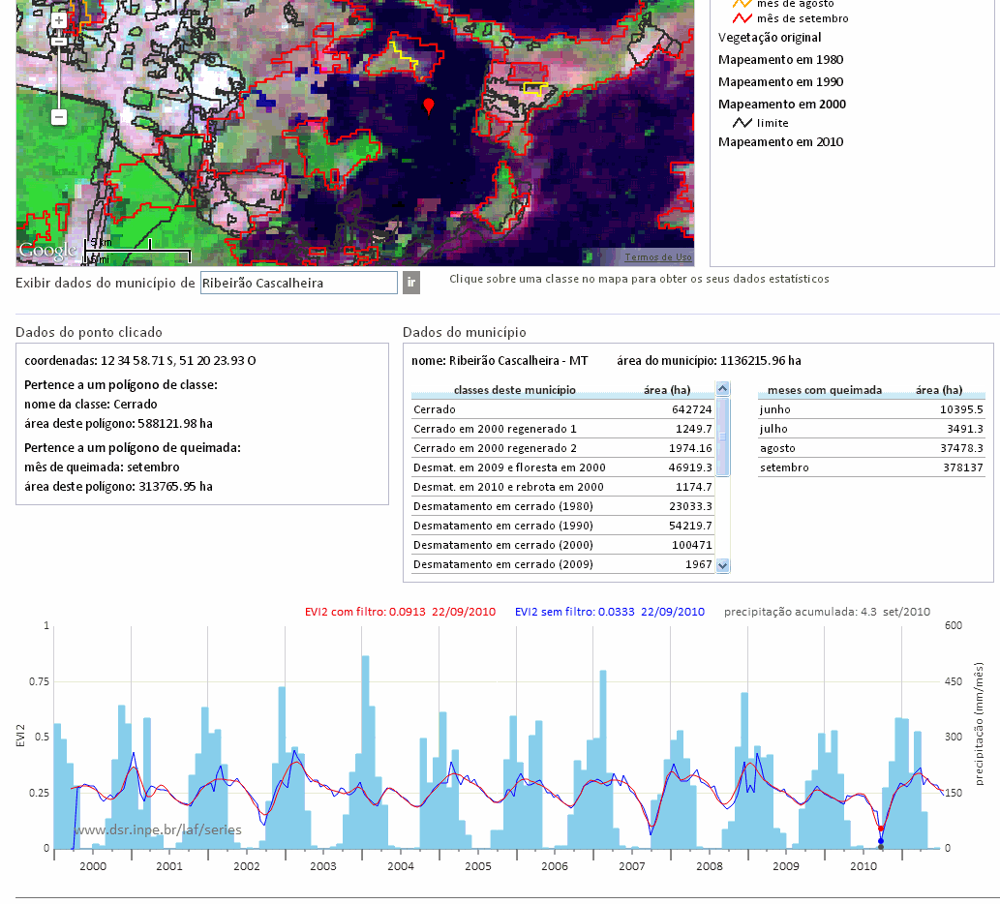 mês de agosto
mês de setembro
Vegetação original
Mapeamento em 1980
Mapeamento em 1990
Mapeamento em 2000
limite
Mapeamento em 2010
+
−
Google
5 km
5 mi
Termos de Uso
Exibir dados do município de Ribeirão Cascalheira ir
Clique sobre uma classe no mapa para obter os seus dados estatísticos
Dados do ponto clicado
coordenadas: 12 34 58.71 S, 51 20 23.93 O
Pertence a um polígono de classe:
nome da classe: Cerrado
área deste polígono: 588121.98 ha
Pertence a um polígono de queimada:
mês de queimada: setembro
área deste polígono: 313765.95 ha
Dados do município
nome: Ribeirão Cascalheira - MT área do município: 1136215.96 ha
classes deste município área (ha)
Cerrado 642724
Cerrado em 2000 regenerado 1 1249.7
Cerrado em 2000 regenerado 2 1974.16
Desmat. em 2009 e floresta em 2000 46919.3
Desmat. em 2010 e rebrota em 2000 1174.7
Desmatamento em cerrado (1980) 23033.3
Desmatamento em cerrado (1990) 54219.7
Desmatamento em cerrado (2000) 100471
Desmatamento em cerrado (2009) 1967
meses com queimada área (ha)
junho 10395.5
julho 3491.3
agosto 37478.3
setembro 378137
EVI2 com filtro: 0.0913 22/09/2010 EVI2 sem filtro: 0.0333 22/09/2010 precipitação acumulada: 4.3 set/2010
1 600
0.75 450
0.5 300
0.25 150
0 0
EVI2
precipitação (mm/mês)
www.dsr.inpe.br/laf/series
2000 2001 2002 2003 2004 2005 2006 2007 2008 2009 2010